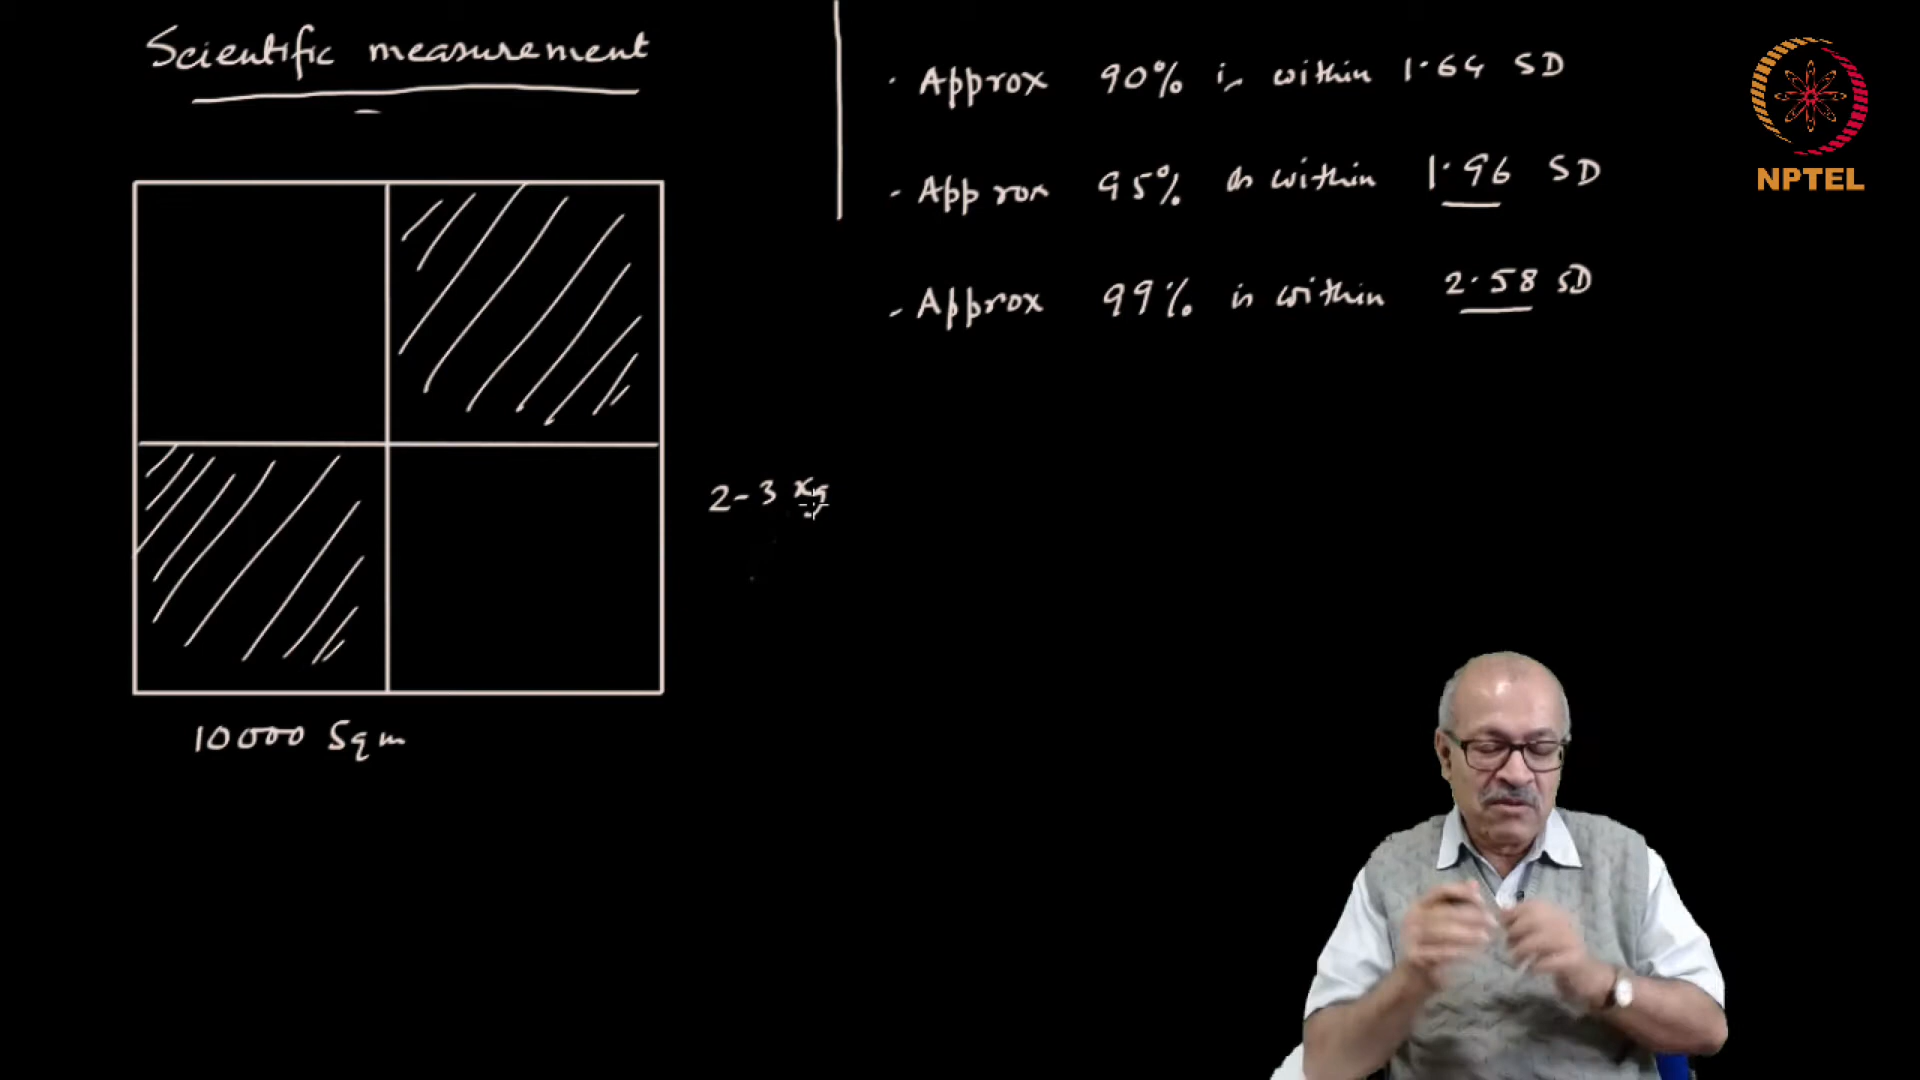 Scientific measurement
10000 Sqm
2-3 Kg
· Approx 90% is within 1.64 SD
- Approx 95% is within 1.96 SD
- Approx 99% is within 2.58 SD
NPTEL